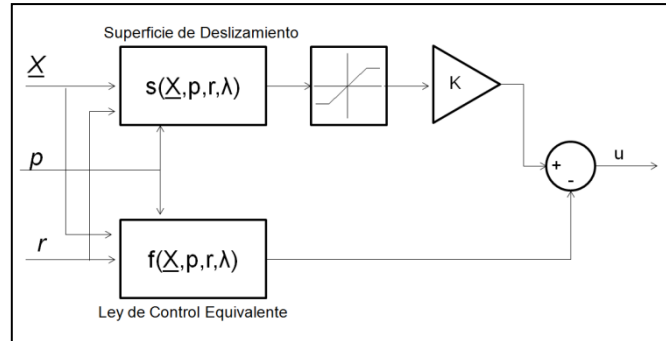 Superficie de Deslizamiento
X
s(X,p,r,λ)
K
p
+
-
u
r
f(X,p,r,λ)
Ley de Control Equivalente